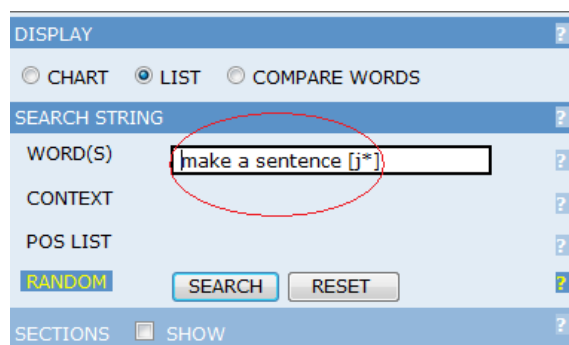 DISPLAY ?
CHART LIST COMPARE WORDS
SEARCH STRING ?
WORD(S) make a sentence [j*] ?
CONTEXT ?
POS LIST ?
RANDOM SEARCH RESET ?
SECTIONS SHOW ?